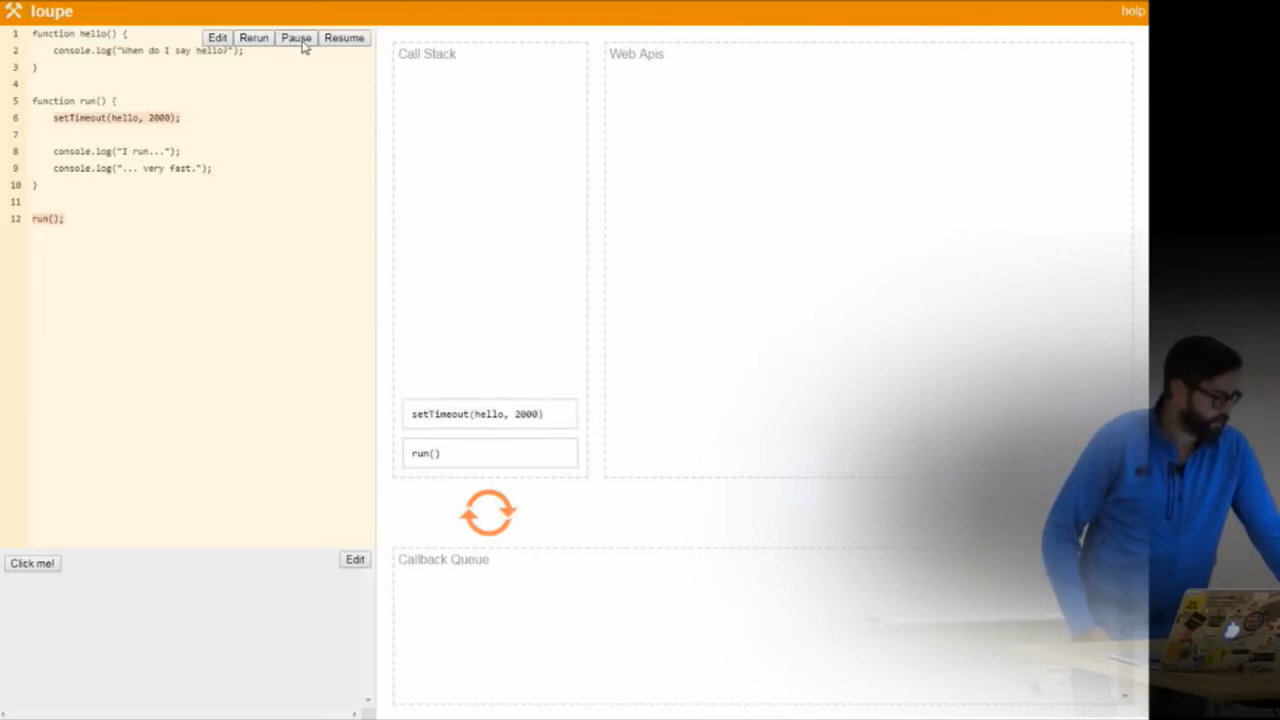 loupe
help
Edit Rerun Pause Resume
1 function hello() {
2 console.log("When do I say hello?");
3 }
4
5 function run() {
6 setTimeout(hello, 2000);
7
8 console.log("I run...");
9 console.log("... very fast.");
10 }
11
12 run();
Click me!
Edit
Call Stack
setTimeout(hello, 2000)
run()
Web Apis
Callback Queue